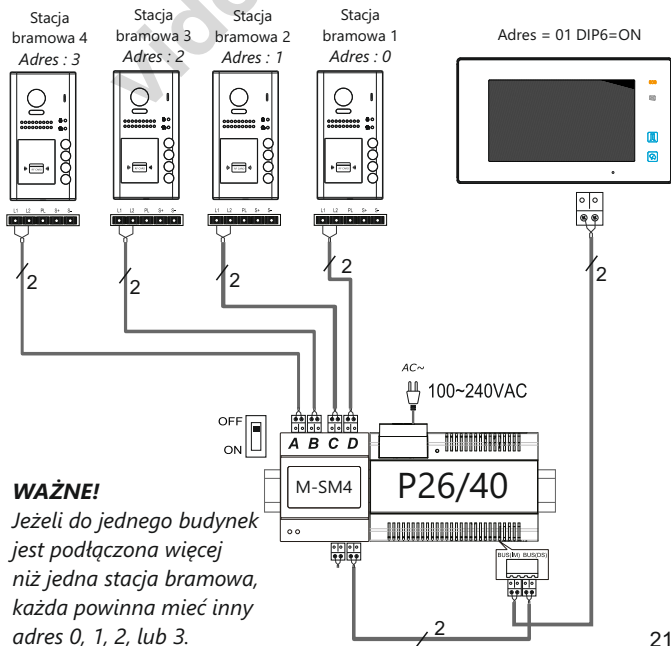 Stacja
bramowa 4
Adres : 3
Stacja
bramowa 3
Adres : 2
Stacja
bramowa 2
Adres : 1
Stacja
bramowa 1
Adres : 0
Adres = 01 DIP6=ON
L1 L2 PL S+ S-
L1 L2 PL S+ S-
L1 L2 PL S+ S-
L1 L2 PL S+ S-
2
2
2
2
2
AC~
100~240VAC
OFF
ON
A B C D
M-SM4
P26/40
BUS(IM) BUS(DS)
2
WAŻNE!
Jeżeli do jednego budynek
jest podłączona więcej
niż jedna stacja bramowa,
każda powinna mieć inny
adres 0, 1, 2, lub 3.
21